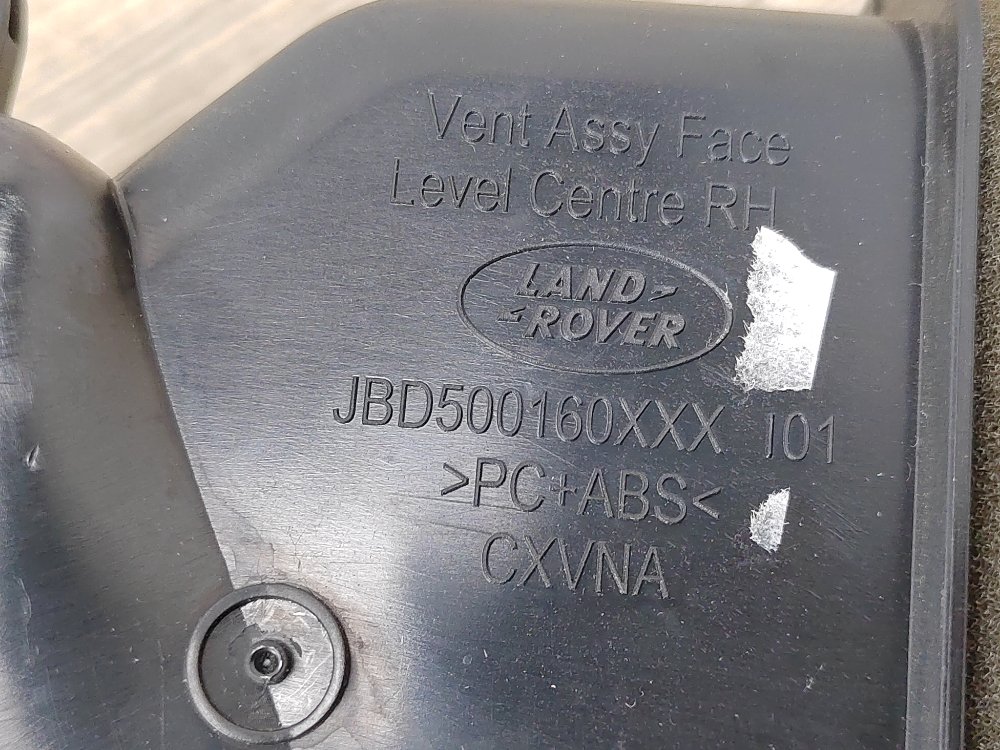 Vent Assy Face
Level Centre RH
LAND
ROVER
JBD500160XXX I01
>PC+ABS<
CXVNA